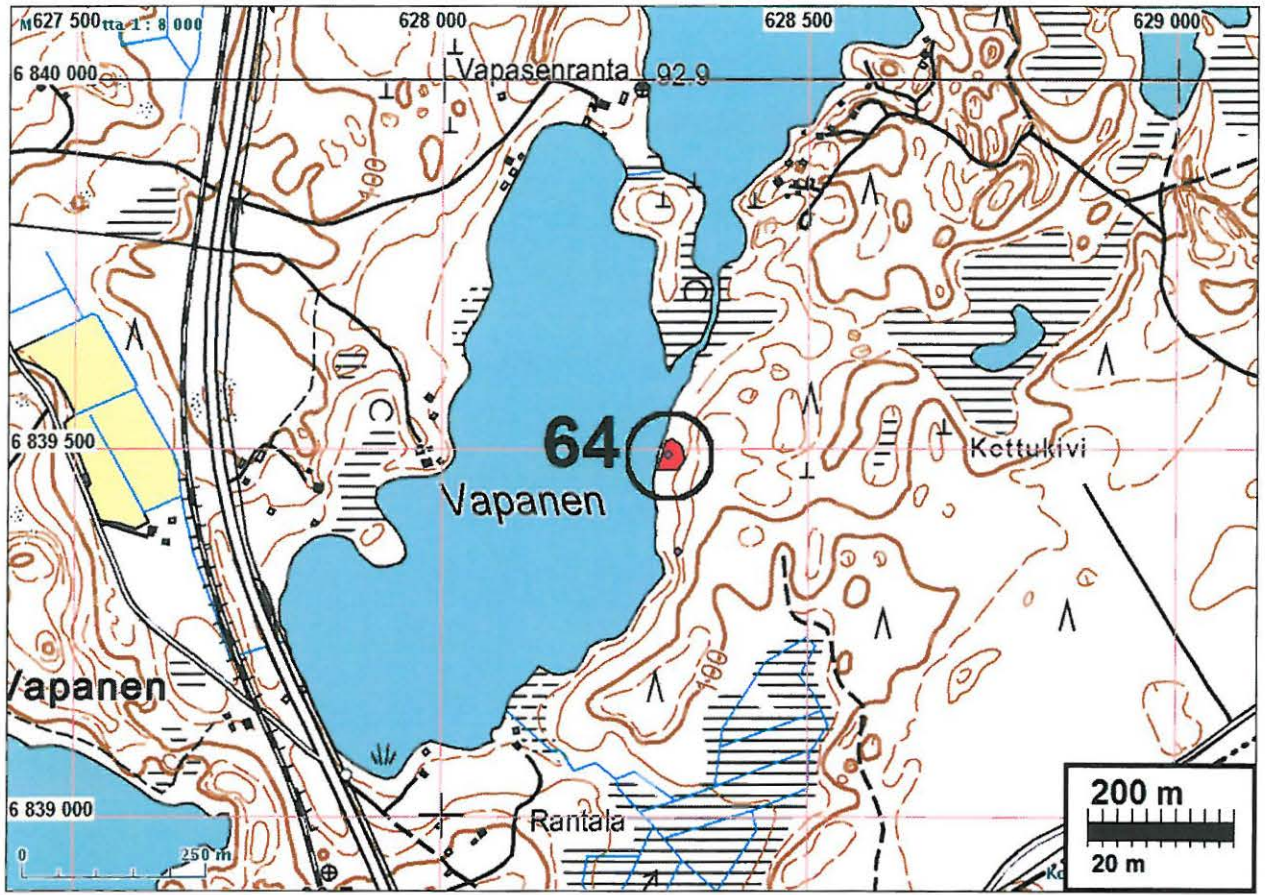 M 627 500 tta 1 : 8 000 628 000 628 500 629 000
6 840 000 Vapasenranta 92.9
100
6 839 500 64 Kettukivi
Vapanen
100
Vapanen
6 839 000 Rantala
200 m
20 m
0 250 m